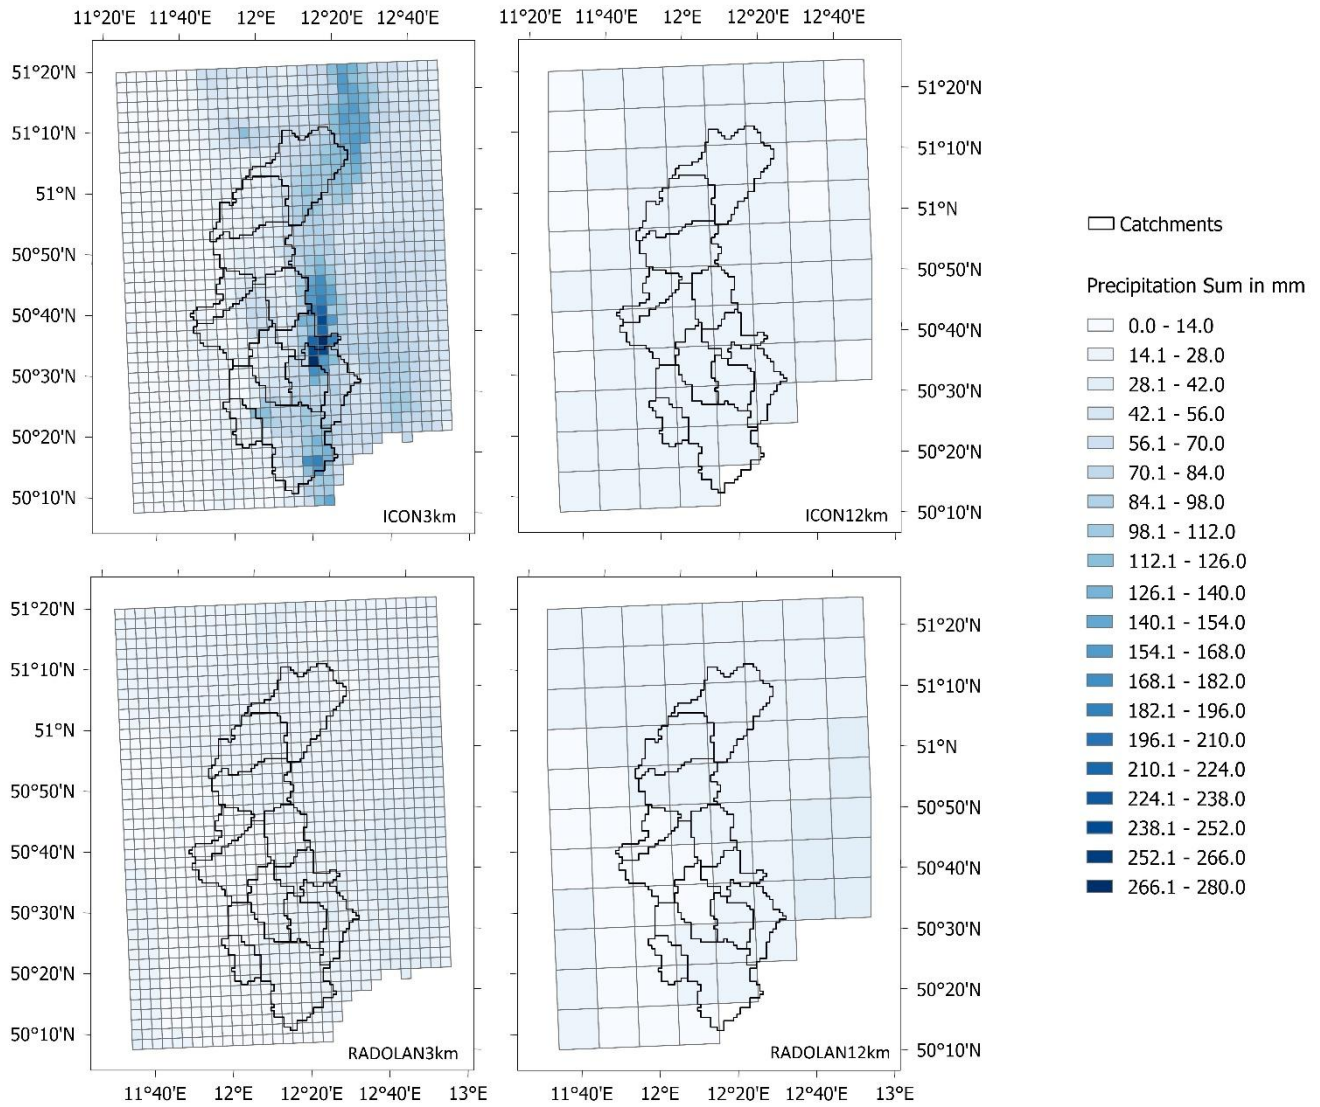 11°20'E 11°40'E 12°E 12°20'E 12°40'E
11°20'E 11°40'E 12°E 12°20'E 12°40'E
51°20'N
51°10'N
51°N
50°50'N
50°40'N
50°30'N
50°20'N
50°10'N
ICON3km
51°20'N
51°10'N
51°N
50°50'N
50°40'N
50°30'N
50°20'N
50°10'N
ICON12km
51°20'N
51°10'N
51°N
50°50'N
50°40'N
50°30'N
50°20'N
50°10'N
RADOLAN3km
51°20'N
51°10'N
51°N
50°50'N
50°40'N
50°30'N
50°20'N
50°10'N
RADOLAN12km
11°40'E 12°E 12°20'E 12°40'E 13°E
11°40'E 12°E 12°20'E 12°40'E 13°E
Catchments
Precipitation Sum in mm
0.0 - 14.0
14.1 - 28.0
28.1 - 42.0
42.1 - 56.0
56.1 - 70.0
70.1 - 84.0
84.1 - 98.0
98.1 - 112.0
112.1 - 126.0
126.1 - 140.0
140.1 - 154.0
154.1 - 168.0
168.1 - 182.0
182.1 - 196.0
196.1 - 210.0
210.1 - 224.0
224.1 - 238.0
238.1 - 252.0
252.1 - 266.0
266.1 - 280.0